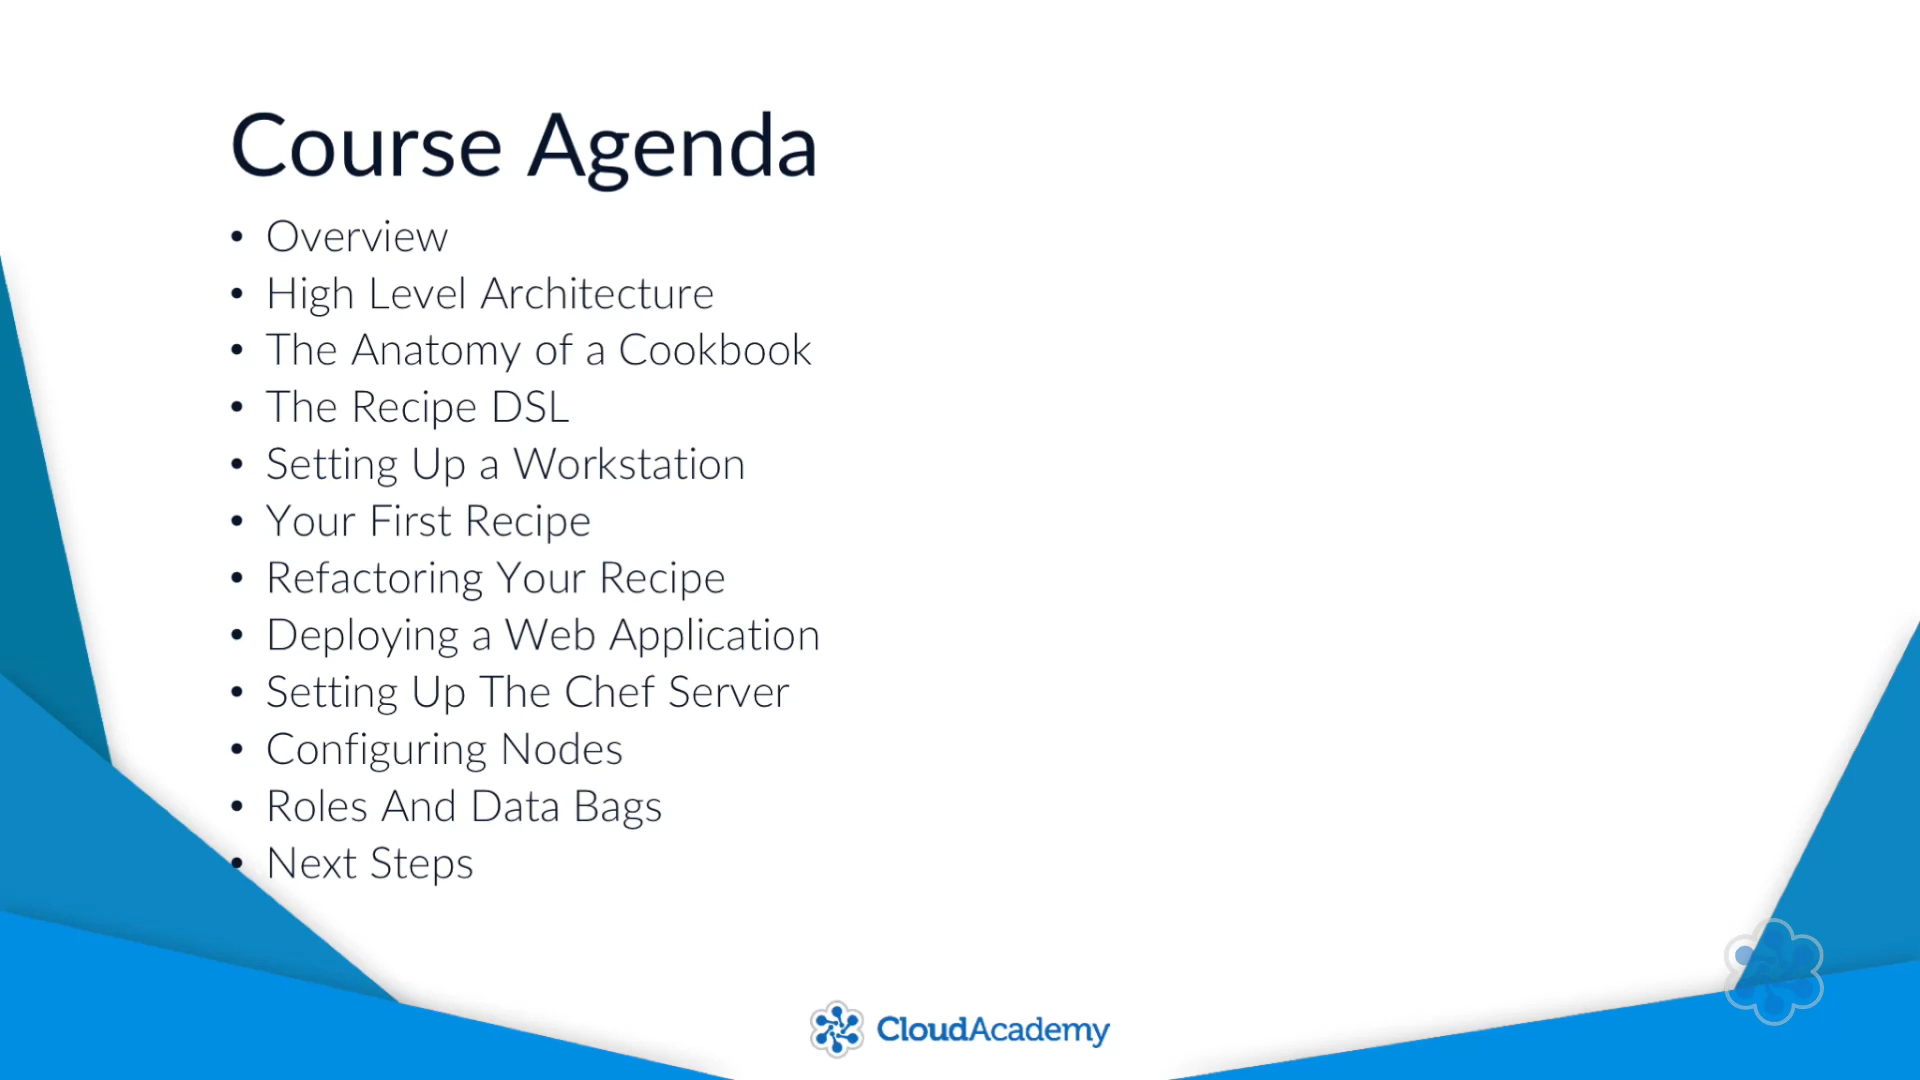 Course Agenda
• Overview
• High Level Architecture
• The Anatomy of a Cookbook
• The Recipe DSL
• Setting Up a Workstation
• Your First Recipe
• Refactoring Your Recipe
• Deploying a Web Application
• Setting Up The Chef Server
• Configuring Nodes
• Roles And Data Bags
• Next Steps
CloudAcademy